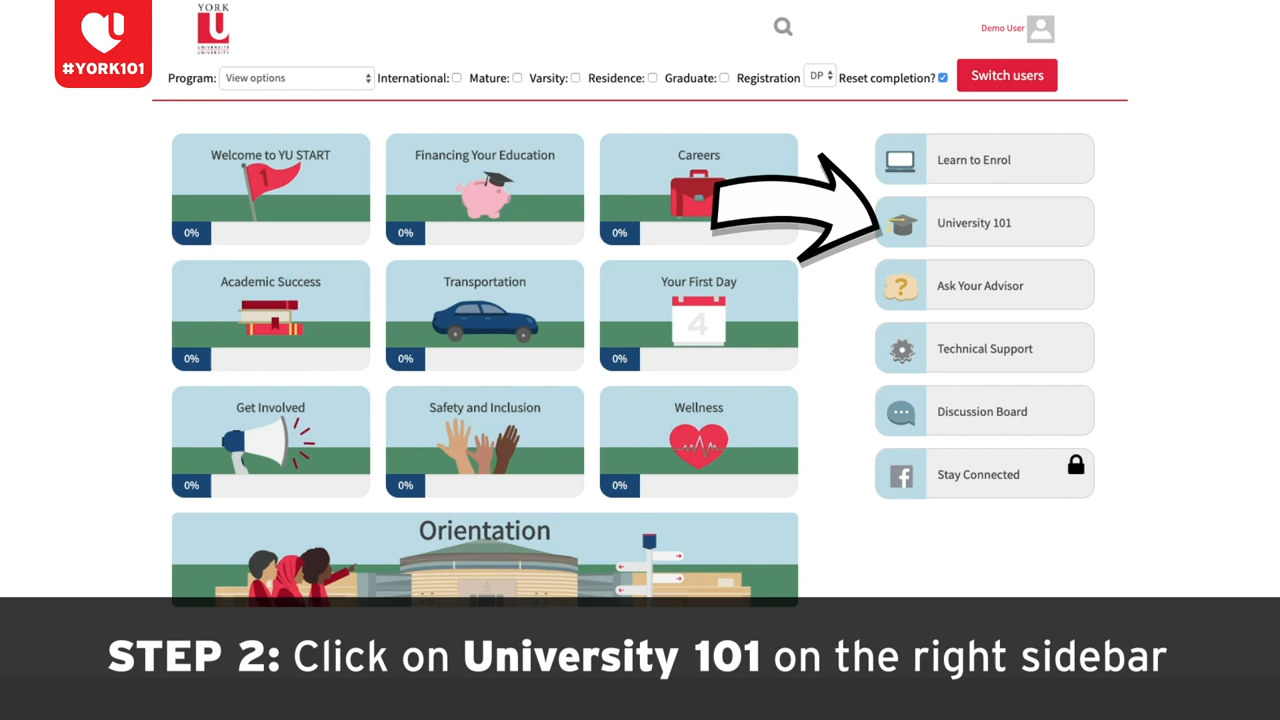 #YORK101
YORK
U
UNIVERSITÉ
UNIVERSITY
Demo User
Program: View options International: Mature: Varsity: Residence: Graduate: Registration DP Reset completion? Switch users
Welcome to YU START
1
0%
Financing Your Education
0%
Careers
0%
Academic Success
0%
Transportation
0%
Your First Day
4
0%
Get Involved
0%
Safety and Inclusion
0%
Wellness
0%
Orientation
Learn to Enrol
University 101
?
Ask Your Advisor
Technical Support
Discussion Board
f
Stay Connected
STEP 2: Click on University 101 on the right sidebar